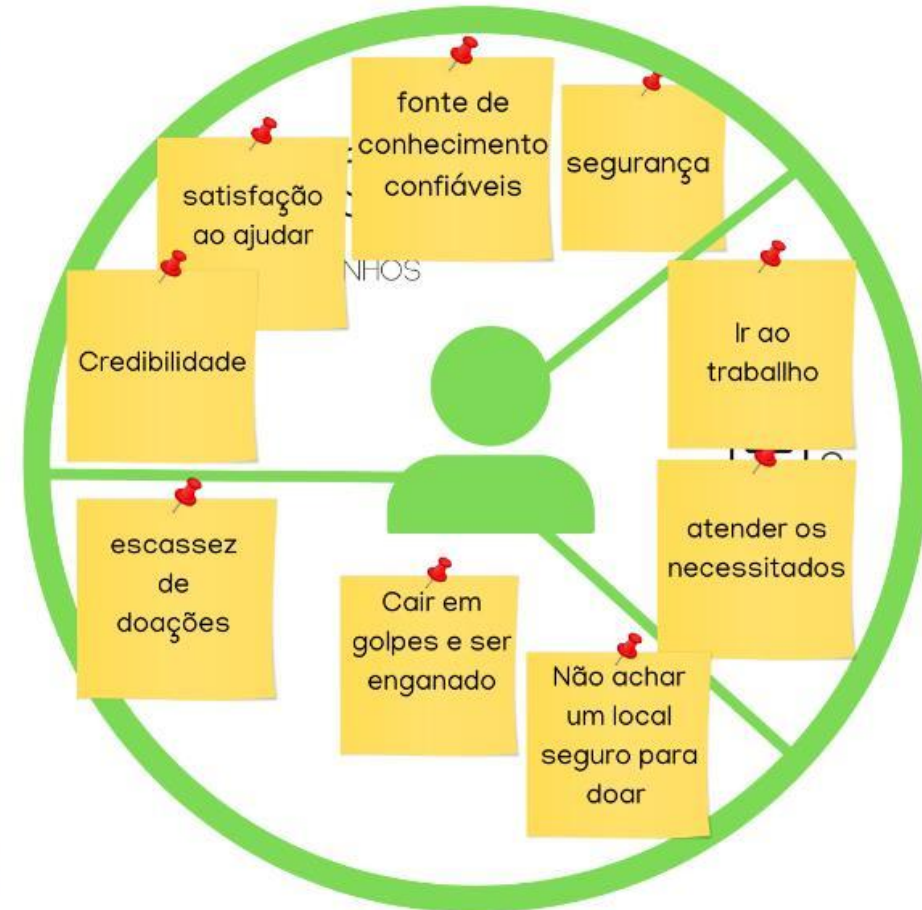 fonte de
conhecimento
confiáveis
segurança
satisfação
ao ajudar
NHOS
Credibilidade
Ir ao
traballho
atender os
necessitados
escassez
de
doações
Cair em
golpes e ser
enganado
Não achar
um local
seguro para
doar